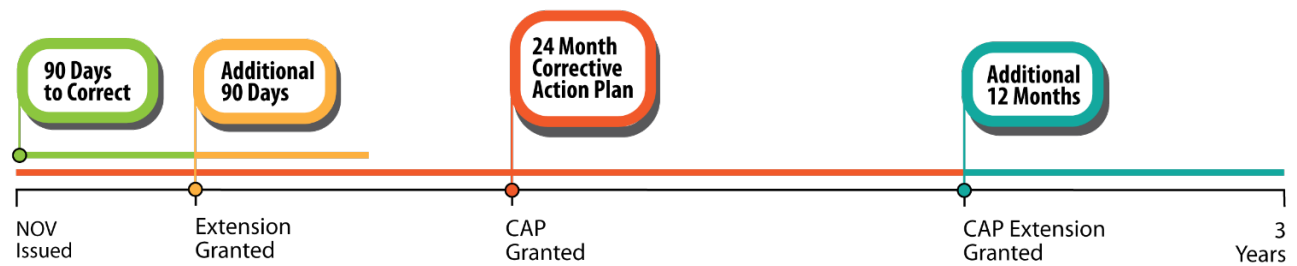 90 Days
to Correct
Additional
90 Days
24 Month
Corrective
Action Plan
Additional
12 Months
NOV
Issued
Extension
Granted
CAP
Granted
CAP Extension
Granted
3
Years